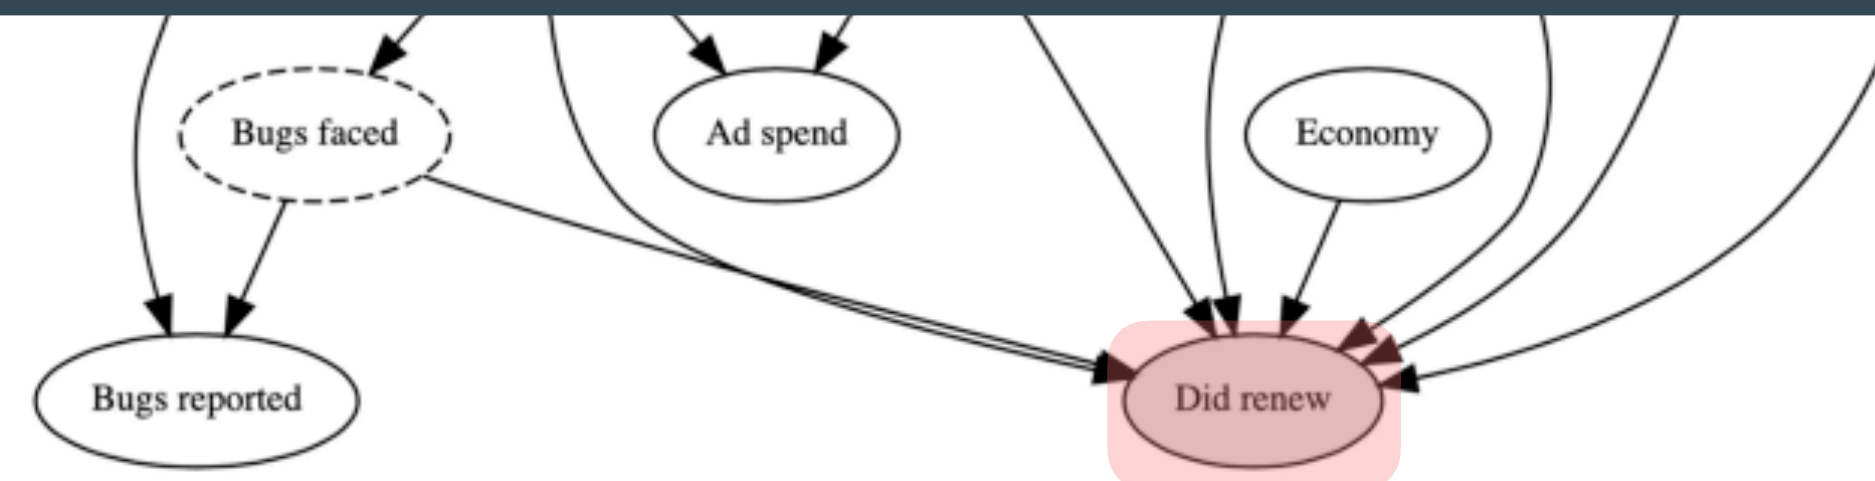 Bugs faced
Ad spend
Economy
Bugs reported
Did renew